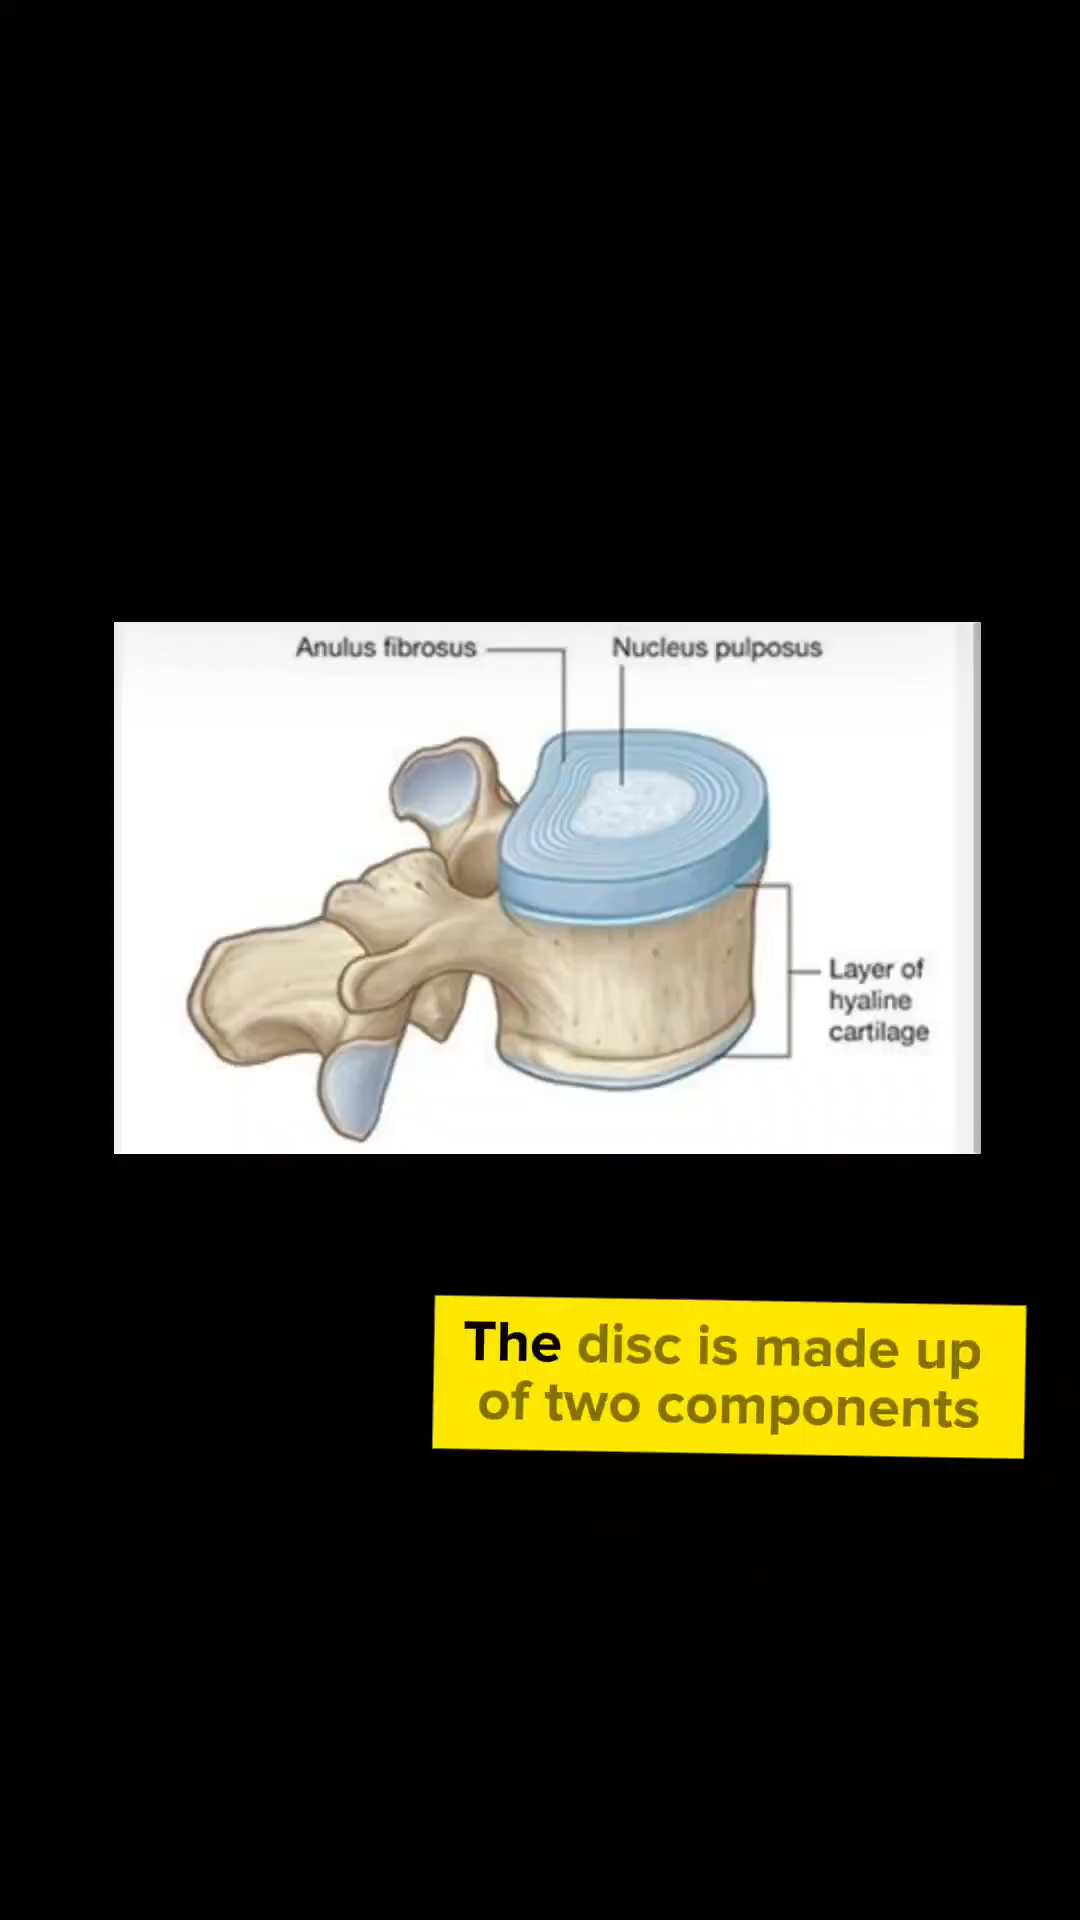 Anulus fibrosus
Nucleus pulposus
Layer of
hyaline
cartilage
The disc is made up
of two components